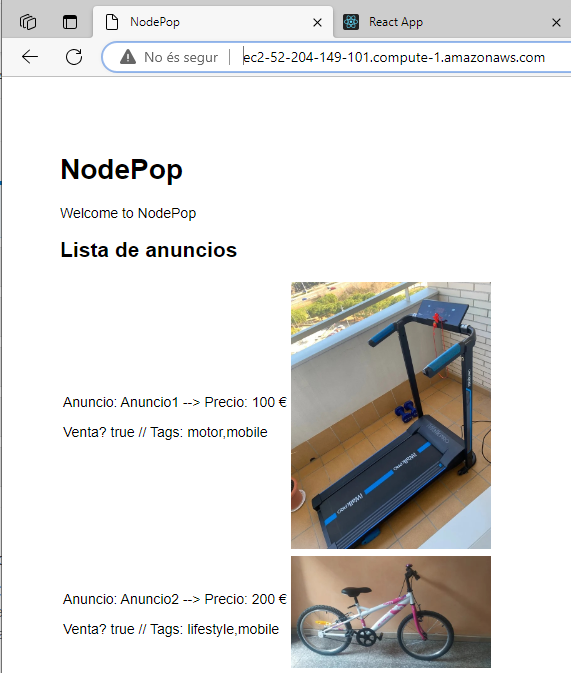 NodePop
React App
No és segur
ec2-52-204-149-101.compute-1.amazonaws.com
NodePop
Welcome to NodePop
Lista de anuncios
Anuncio: Anuncio1 --> Precio: 100 €
Venta? true // Tags: motor,mobile
Anuncio: Anuncio2 --> Precio: 200 €
Venta? true // Tags: lifestyle,mobile